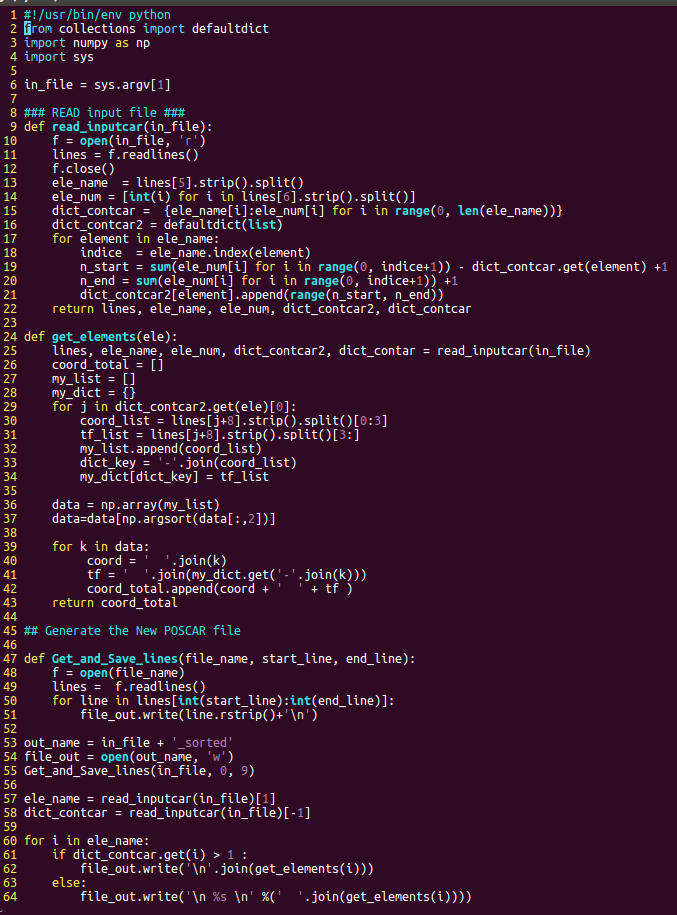 1 #!/usr/bin/env python
2 from collections import defaultdict
3 import numpy as np
4 import sys
5
6 in_file = sys.argv[1]
7
8 ### READ input file ###
9 def read_inputcar(in_file):
10     f = open(in_file, 'r')
11     lines = f.readlines()
12     f.close()
13     ele_name  = lines[5].strip().split()
14     ele_num = [int(i) for i in lines[6].strip().split()]
15     dict_contcar =  {ele_name[i]:ele_num[i] for i in range(0, len(ele_name))}
16     dict_contcar2 = defaultdict(list)
17     for element in ele_name:
18         indice  = ele_name.index(element)
19         n_start = sum(ele_num[i] for i in range(0, indice+1)) - dict_contcar.get(element) +1
20         n_end = sum(ele_num[i] for i in range(0, indice+1)) +1
21         dict_contcar2[element].append(range(n_start, n_end))
22     return lines, ele_name, ele_num, dict_contcar2, dict_contcar
23
24 def get_elements(ele):
25     lines, ele_name, ele_num, dict_contcar2, dict_contar = read_inputcar(in_file)
26     coord_total = []
27     my_list = []
28     my_dict = {}
29     for j in dict_contcar2.get(ele)[0]:
30         coord_list = lines[j+8].strip().split()[0:3]
31         tf_list = lines[j+8].strip().split()[3:]
32         my_list.append(coord_list)
33         dict_key = '-'.join(coord_list)
34         my_dict[dict_key] = tf_list
35
36     data = np.array(my_list)
37     data=data[np.argsort(data[:,2])]
38
39     for k in data:
40          coord = '  '.join(k)
41          tf = '  '.join(my_dict.get('-'.join(k)))
42          coord_total.append(coord + '  ' + tf )
43     return coord_total
44
45 ## Generate the New POSCAR file
46
47 def Get_and_Save_lines(file_name, start_line, end_line):
48     f = open(file_name)
49     lines =  f.readlines()
50     for line in lines[int(start_line):int(end_line)]:
51         file_out.write(line.rstrip()+'\n')
52
53 out_name = in_file + '_sorted'
54 file_out = open(out_name, 'w')
55 Get_and_Save_lines(in_file, 0, 9)
56
57 ele_name = read_inputcar(in_file)[1]
58 dict_contcar = read_inputcar(in_file)[-1]
59
60 for i in ele_name:
61     if dict_contcar.get(i) > 1 :
62         file_out.write('\n'.join(get_elements(i)))
63     else:
64         file_out.write('\n %s \n' %('  '.join(get_elements(i))))